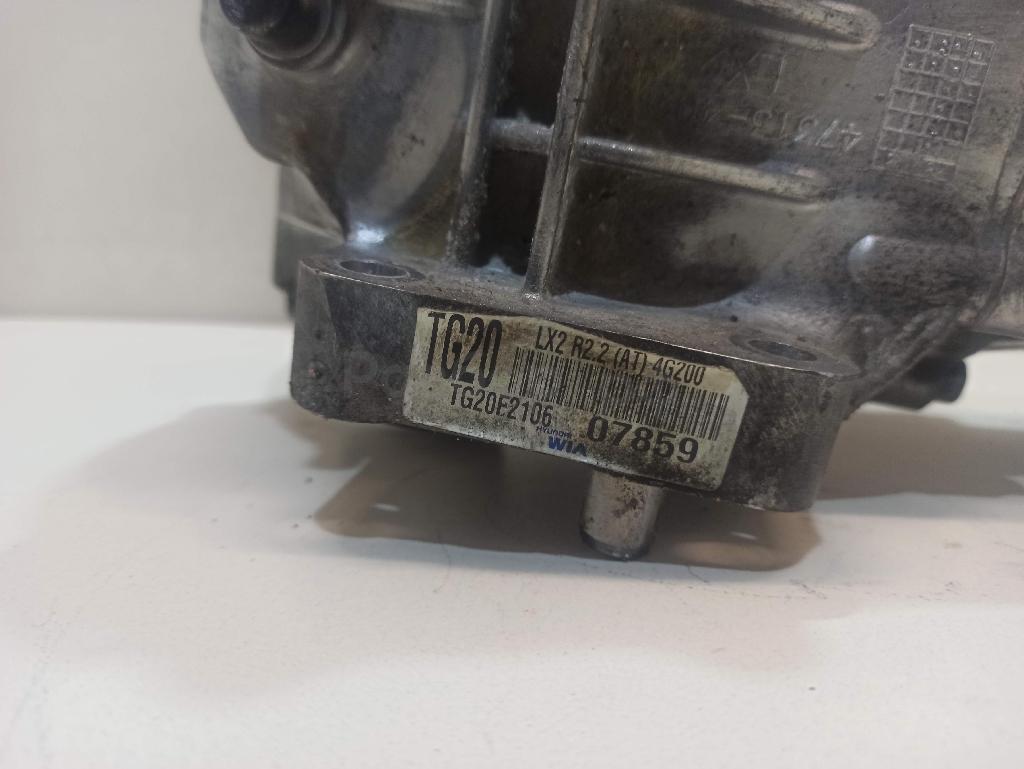 TG20
LX2 R2.2 (AT) 4G200
TG20E2106
07859
HYUNDAI
WIA